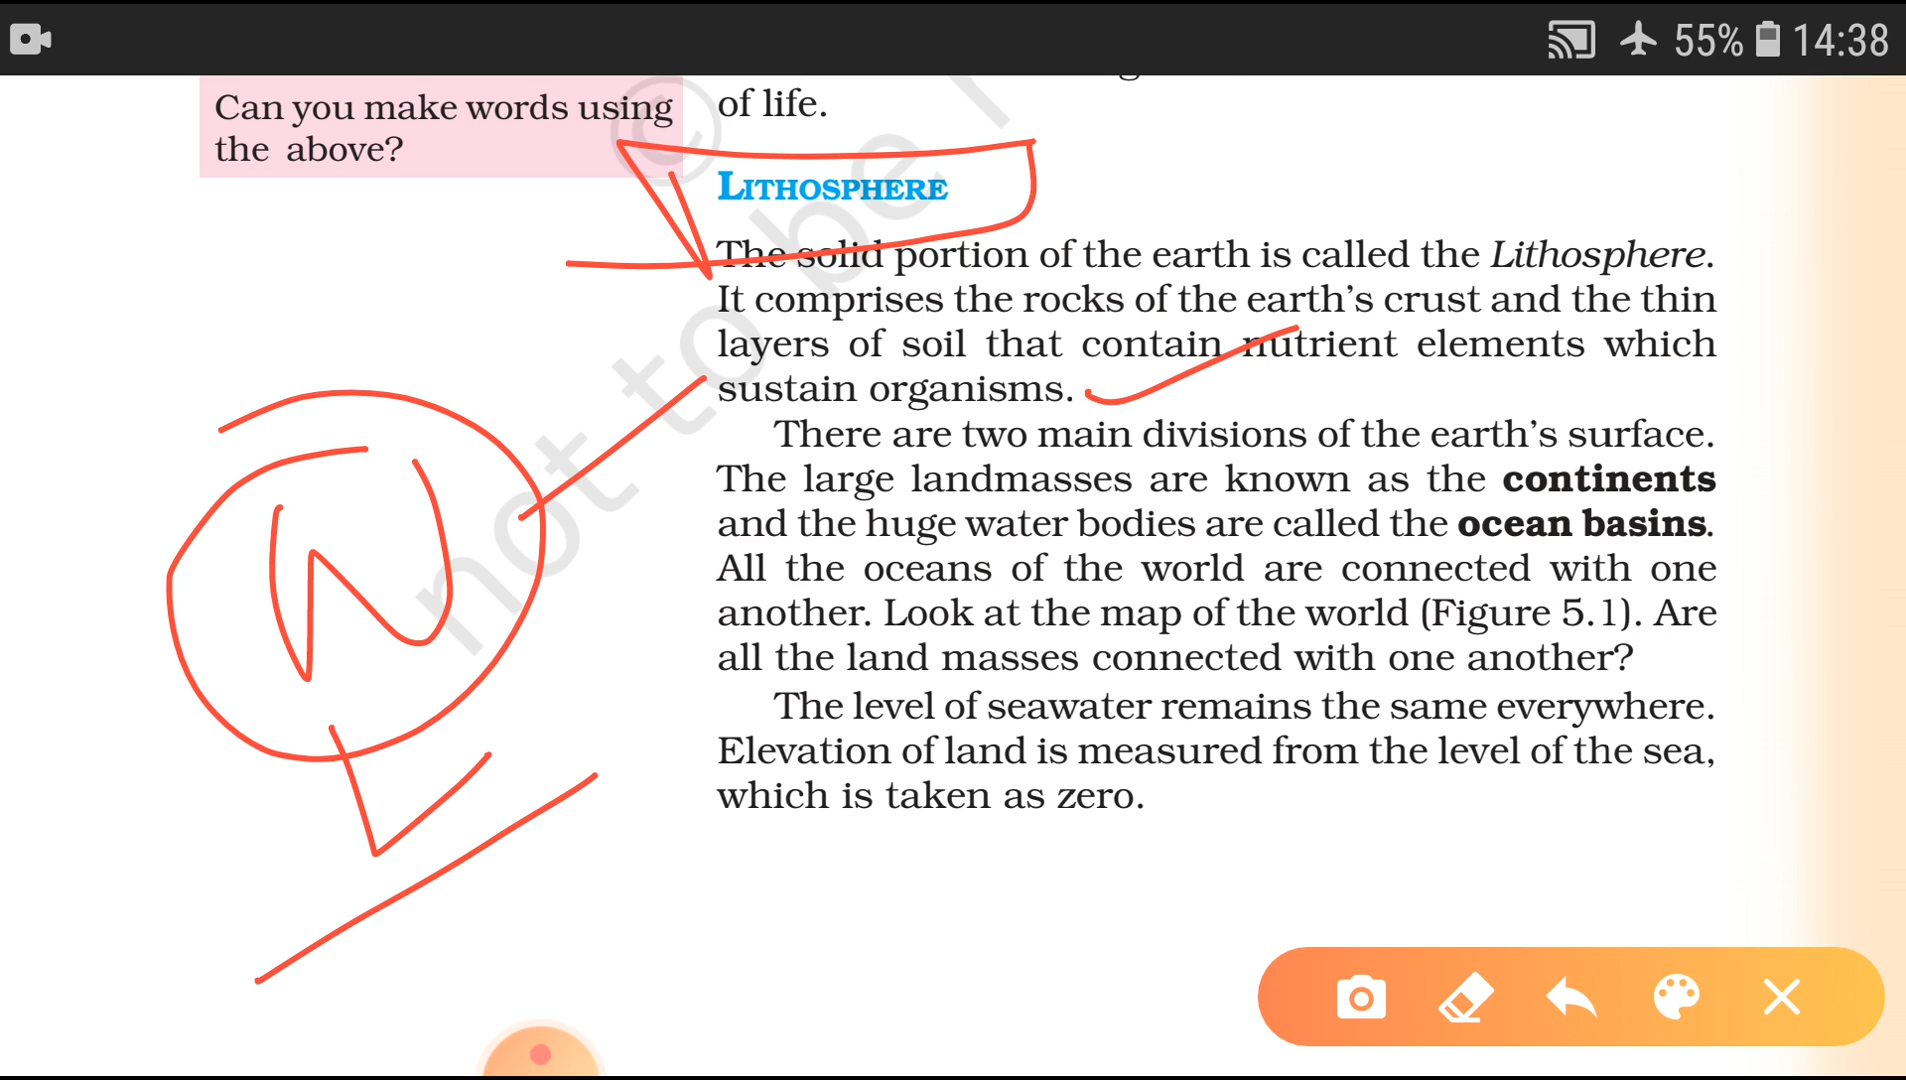 55% 14:38
Can you make words using
the above?
of life.
LITHOSPHERE
The solid portion of the earth is called the Lithosphere.
It comprises the rocks of the earth's crust and the thin
layers of soil that contain nutrient elements which
sustain organisms.
There are two main divisions of the earth's surface.
The large landmasses are known as the continents
and the huge water bodies are called the ocean basins.
All the oceans of the world are connected with one
another. Look at the map of the world (Figure 5.1). Are
all the land masses connected with one another?
The level of seawater remains the same everywhere.
Elevation of land is measured from the level of the sea,
which is taken as zero.
© not to be